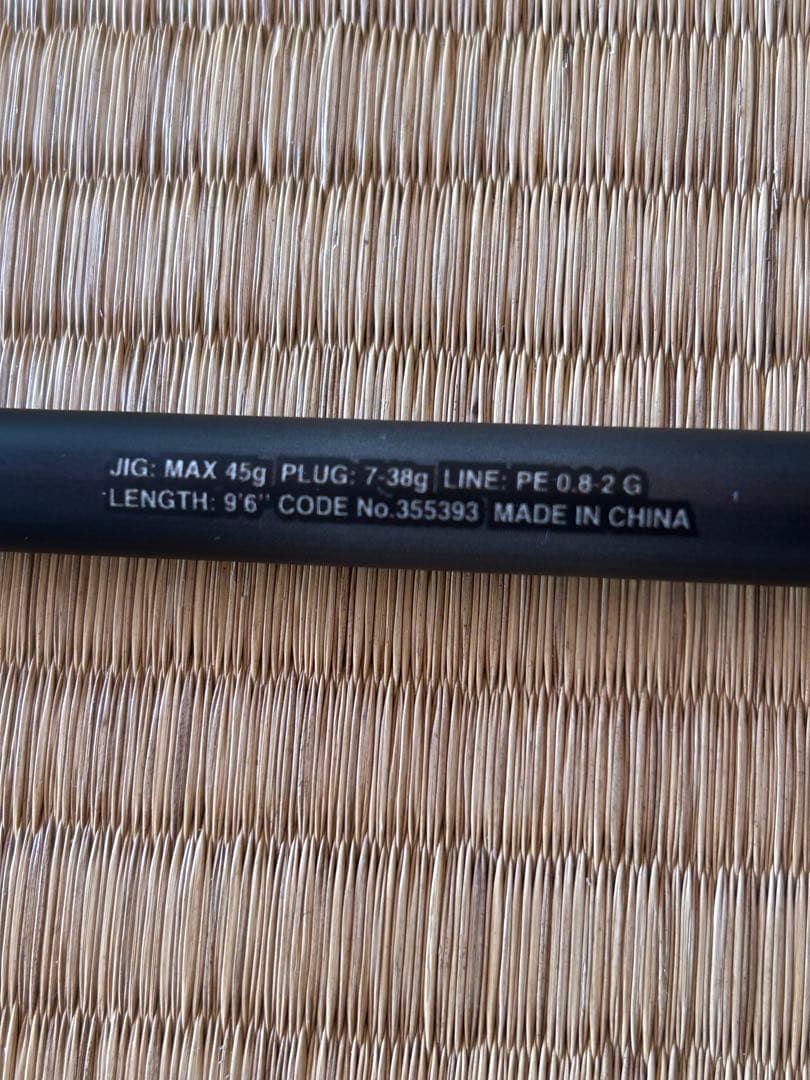 JIG: MAX 45g PLUG: 7-38g LINE: PE 0.8-2 G
LENGTH: 9'6" CODE No.355393 MADE IN CHINA